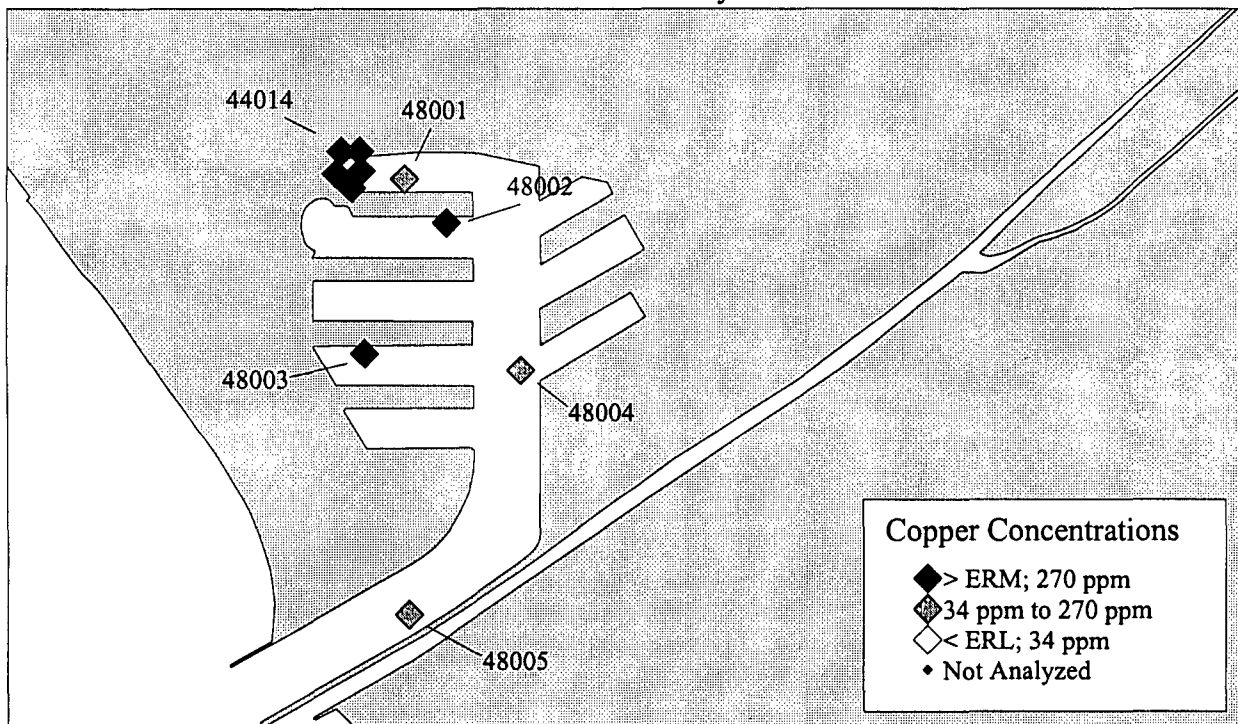 44014
48001
48002
48003
48004
48005
Copper Concentrations
> ERM; 270 ppm
34 ppm to 270 ppm
< ERL; 34 ppm
Not Analyzed